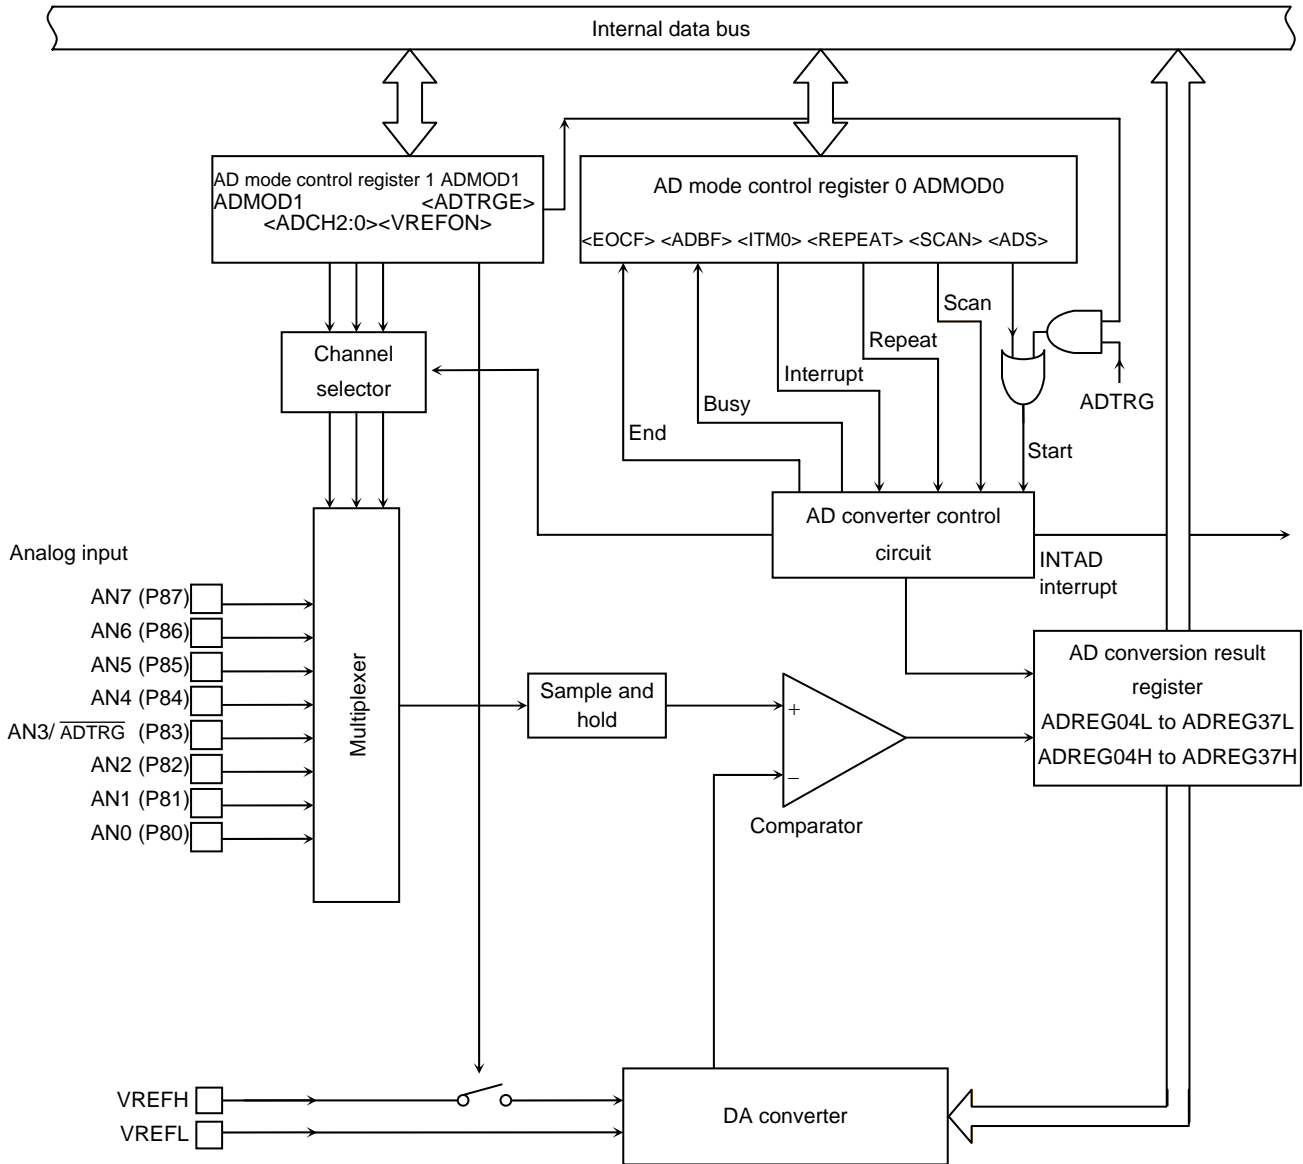 Internal data bus
AD mode control register 1 ADMOD1
ADMOD1 <ADTRGE>
<ADCH2:0><VREFON>
AD mode control register 0 ADMOD0
<EOCF> <ADBF> <ITM0> <REPEAT> <SCAN> <ADS>
Scan
Repeat
Interrupt
Busy
End
ADTRG
Start
Channel
selector
AD converter control
circuit
INTAD
interrupt
Analog input
AN7 (P87)
AN6 (P86)
AN5 (P85)
AN4 (P84)
AN3/ ADTRG (P83)
AN2 (P82)
AN1 (P81)
AN0 (P80)
Multiplexer
Sample and
hold
+
−
Comparator
AD conversion result
register
ADREG04L to ADREG37L
ADREG04H to ADREG37H
VREFH
VREFL
DA converter